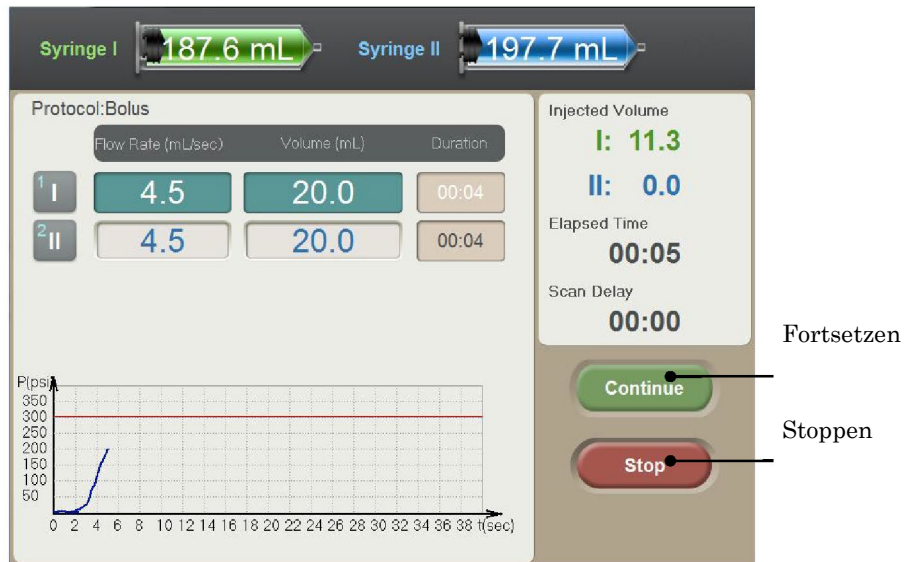 Syringe I 187.6 mL Syringe II 197.7 mL
Protocol:Bolus
Flow Rate (mL/sec) Volume (mL) Duration
1 I 4.5 20.0 00:04
2 II 4.5 20.0 00:04
Injected Volume
I: 11.3
II: 0.0
Elapsed Time
00:05
Scan Delay
00:00
Fortsetzen
Continue
Stoppen
Stop
P(psi)
350
300
250
200
150
100
50
0 2 4 6 8 10 12 14 16 18 20 22 24 26 28 30 32 34 36 38 t(sec)